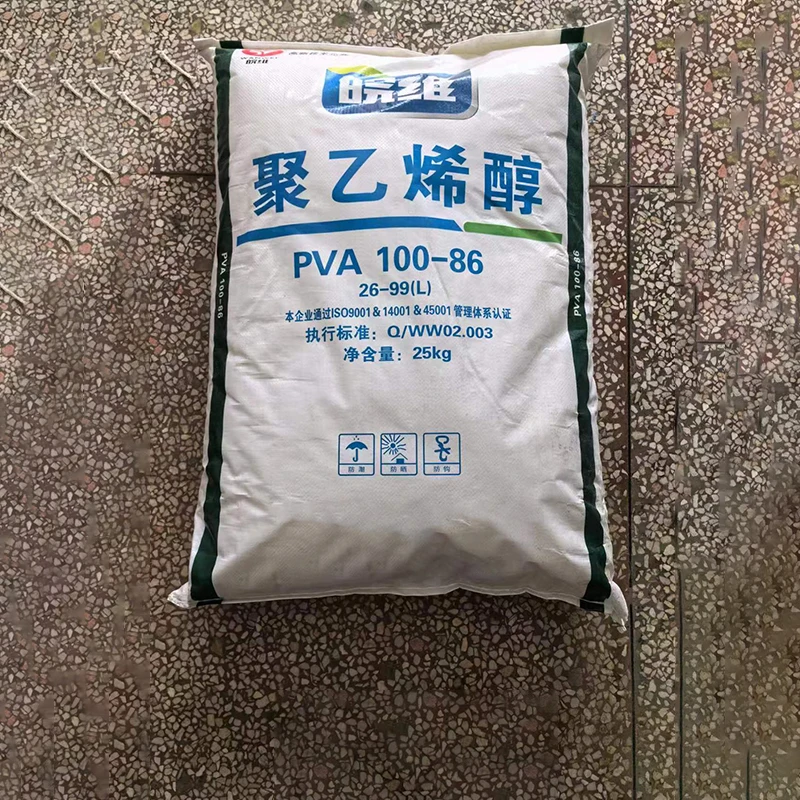 皖维
皖维
聚乙烯醇
PVA 100-86
26-99(L)
本企业通过ISO9001＆14001＆45001 管理体系认证
执行标准：Q/WW02.003
净含量：25kg
防潮
防晒
防钩
PVA 100-86
PVA 100-86